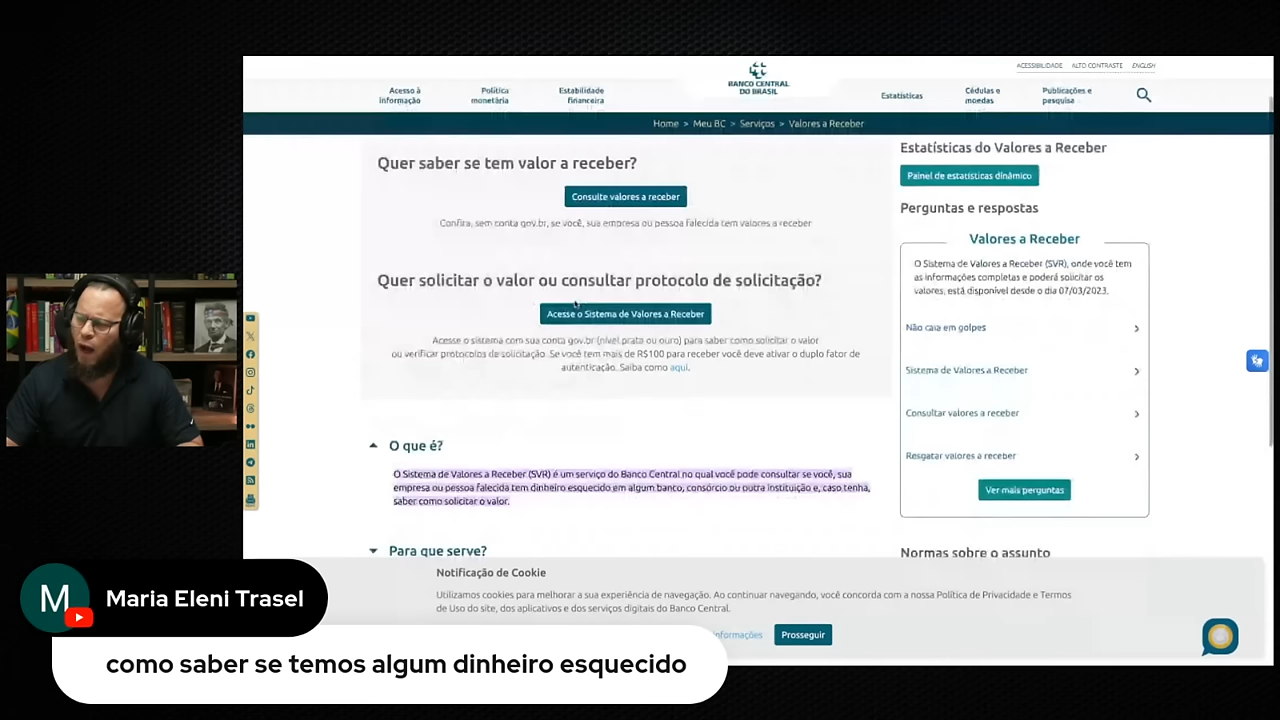 ACESSIBILIDADE ALTO CONTRASTE ENGLISH
BANCO CENTRAL
DO BRASIL
Acesso à
informação
Política
monetária
Estabilidade
financeira
Estatísticas
Cédulas e
moedas
Publicações e
pesquisa
Home > Meu BC > Serviços > Valores a Receber
Quer saber se tem valor a receber?
Consulte valores a receber
Confira, sem conta gov.br, se você, sua empresa ou pessoa falecida tem valores a receber
Quer solicitar o valor ou consultar protocolo de solicitação?
Acesse o Sistema de Valores a Receber
Acesse o sistema com sua conta gov.br (nível prata ou ouro) para saber como solicitar o valor
ou verificar protocolos de solicitação. Se você tem mais de R$100 para receber você deve ativar o duplo fator de
autenticação. Saiba como aqui.
O que é?
O Sistema de Valores a Receber (SVR) é um serviço do Banco Central no qual você pode consultar se você, sua
empresa ou pessoa falecida tem dinheiro esquecido em algum banco, consórcio ou outra instituição e, caso tenha,
saber como solicitar o valor.
Para que serve?
Estatísticas do Valores a Receber
Painel de estatísticas dinâmico
Perguntas e respostas
Valores a Receber
O Sistema de Valores a Receber (SVR), onde você tem
as informações completas e poderá solicitar os
valores, está disponível desde o dia 07/03/2023.
Não caia em golpes
Sistema de Valores a Receber
Consultar valores a receber
Resgatar valores a receber
Ver mais perguntas
Normas sobre o assunto
Notificação de Cookie
Utilizamos cookies para melhorar a sua experiência de navegação. Ao continuar navegando, você concorda com a nossa Política de Privacidade e Termos
de Uso do site, dos aplicativos e dos serviços digitais do Banco Central.
informações
Prosseguir
M
Maria Eleni Trasel
como saber se temos algum dinheiro esquecido